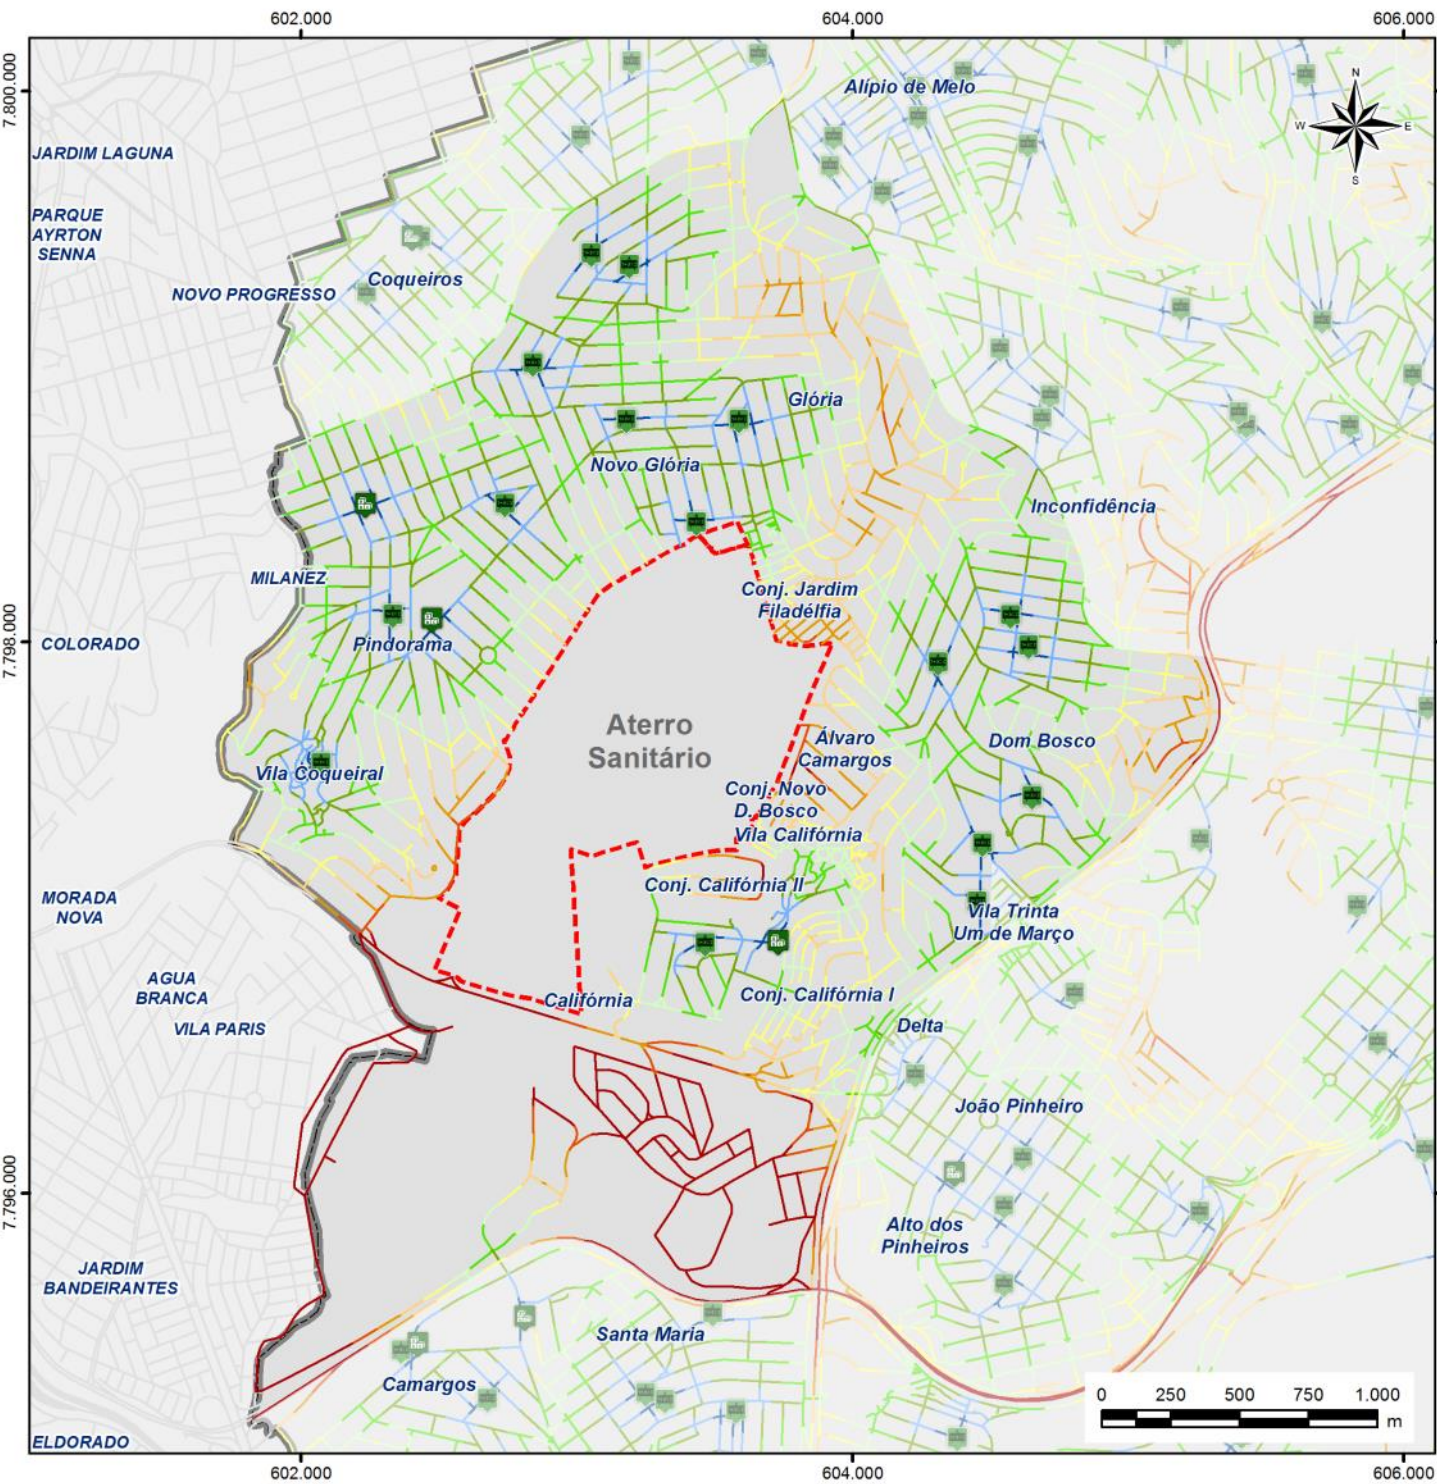 602.000
604.000
606.000
7.800.000
Alípio de Melo
N
W
E
S
JARDIM LAGUNA
PARQUE
AYRTON
SENNA
Coqueiros
NOVO PROGRESSO
Glória
Novo Glória
Inconfidência
MILANEZ
Conj. Jardim
Filadélfia
7.798.000
COLORADO
Pindorama
Aterro
Sanitário
Álvaro
Camargos
Dom Bosco
Vila Coqueiral
Conj. Novo
D. Bosco
Vila Califórnia
Conj. Califórnia II
MORADA
NOVA
Vila Trinta
Um de Março
AGUA
BRANCA
Califórnia
Conj. Califórnia I
VILA PARIS
Delta
João Pinheiro
7.796.000
Alto dos
Pinheiros
JARDIM
BANDEIRANTES
Santa Maria
Camargos
0 250 500 750 1.000
m
ELDORADO
602.000
604.000
606.000